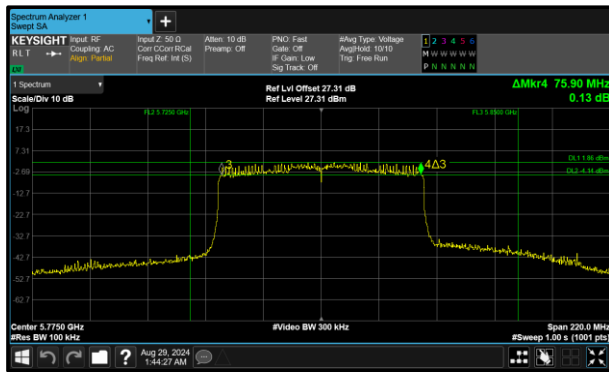 Spectrum Analyzer 1
Swept SA
+
KEYSIGHT
RLT
Input: RF
Coupling: AC
Align: Partial
Input Z: 50 Ω
Corr CCorr RCal
Freq Ref: Int (S)
Atten: 10 dB
Preamp: Off
PNO: Fast
Gate: Off
IF Gain: Low
Sig Track: Off
#Avg Type: Voltage
Avg|Hold: 10/10
Trig: Free Run
1 2 3 4 5 6
M W W W W W
P N N N N N
1 Spectrum
Scale/Div 10 dB
Ref Lvl Offset 27.31 dB
Ref Level 27.31 dBm
ΔMkr4 75.90 MHz
0.13 dB
Log
FL2 5.7250 GHz
FL3 5.8500 GHz
17.3
7.31
3
4Δ3
DL1 1.86 dBm
-2.69
DL2 -4.14 dBm
-12.7
-22.7
-32.7
-42.7
-52.7
-62.7
Center 5.7750 GHz
#Video BW 300 kHz
Span 220.0 MHz
#Res BW 100 kHz
#Sweep 1.00 s (1001 pts)
?
Aug 29, 2024
1:44:27 AM